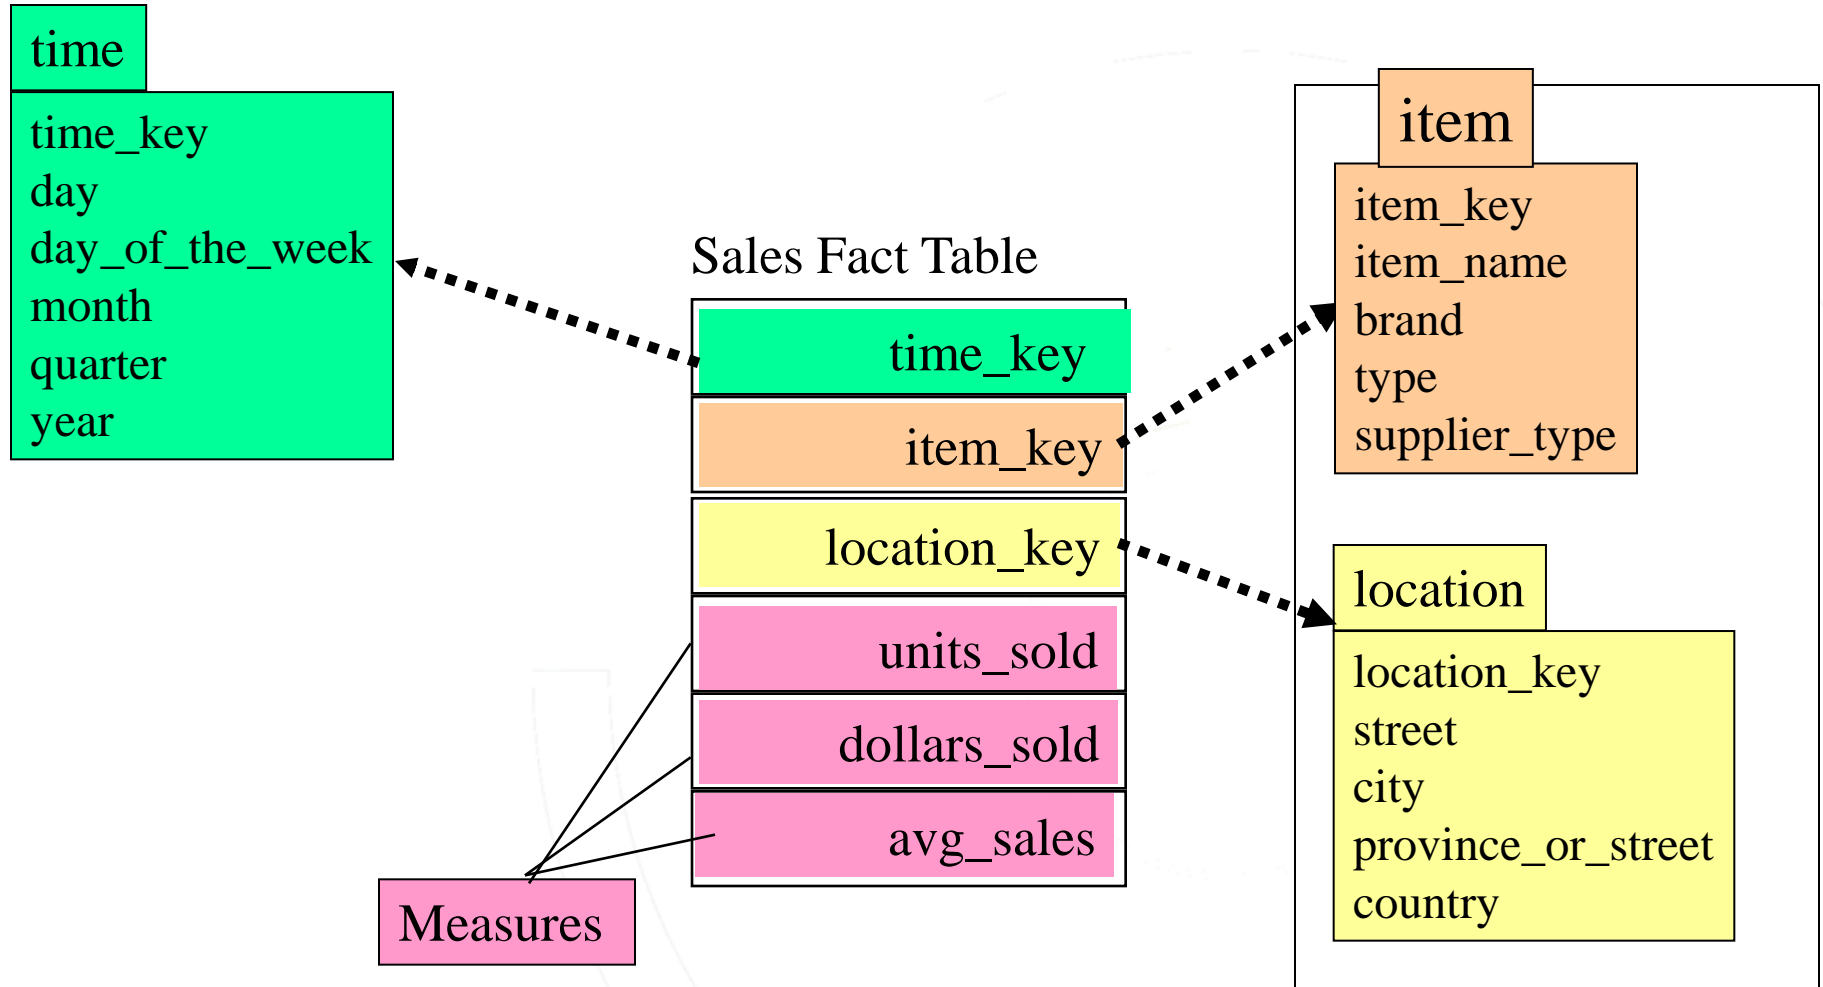 time
time_key
day
day_of_the_week
month
quarter
year
Sales Fact Table
time_key
item_key
location_key
units_sold
dollars_sold
avg_sales
Measures
item
item_key
item_name
brand
type
supplier_type
location
location_key
street
city
province_or_street
country